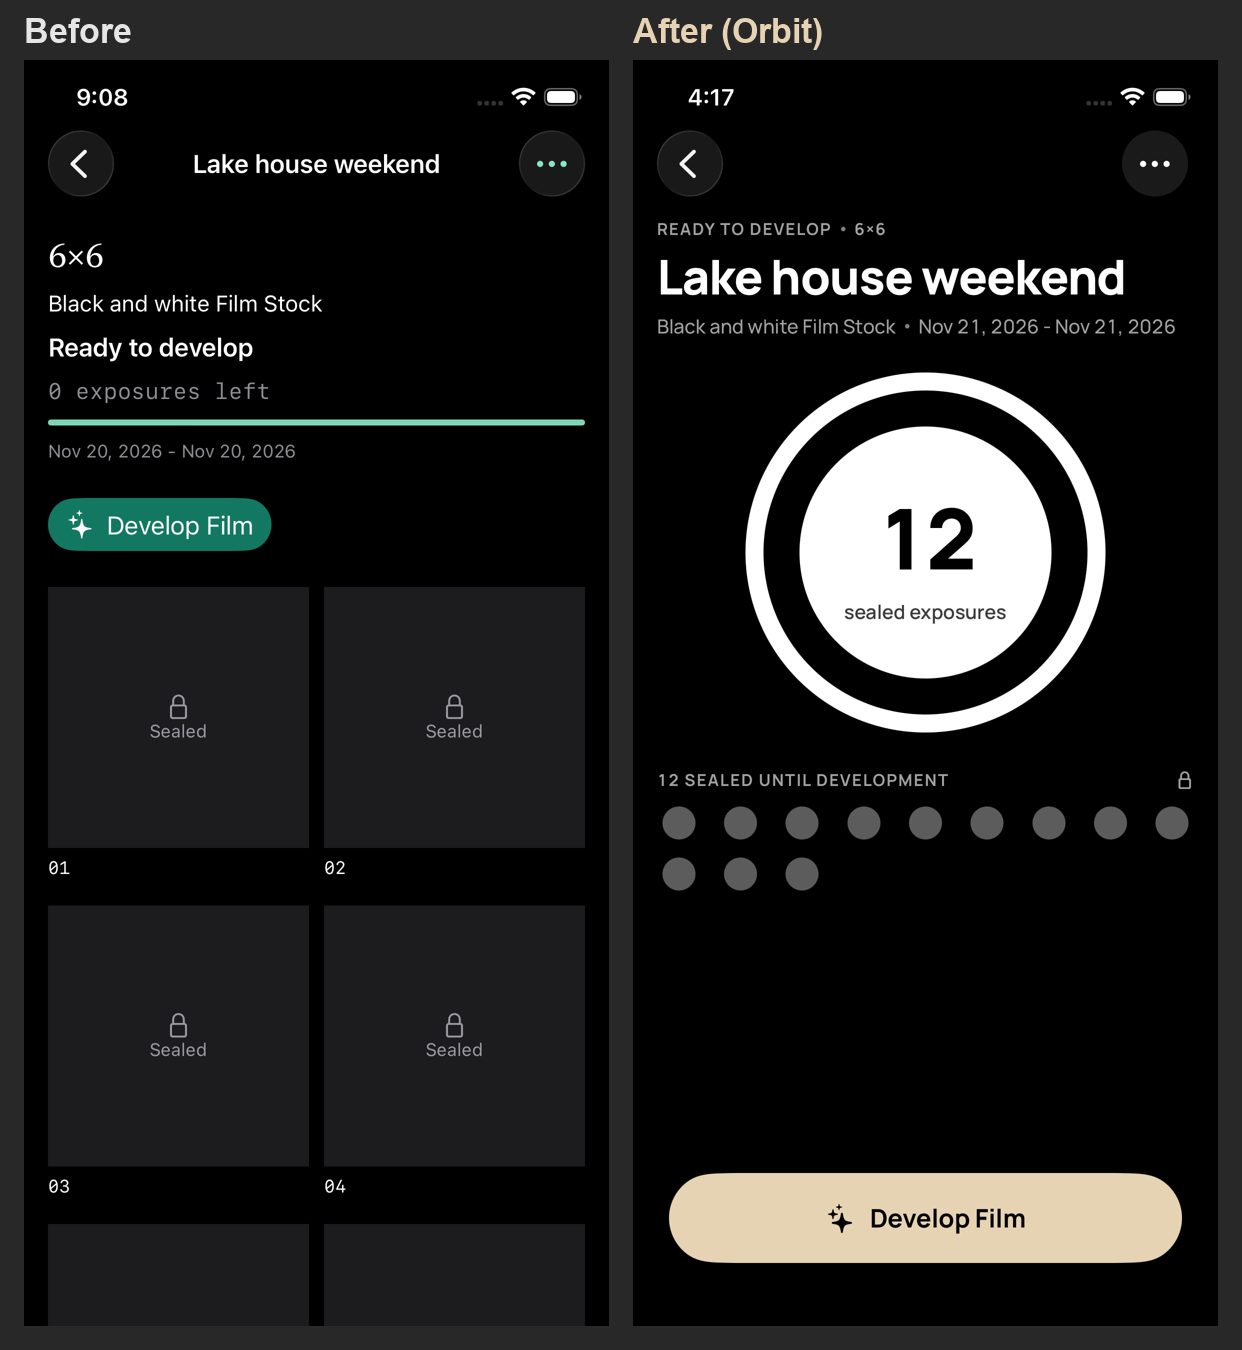 Before
9:08
Lake house weekend
6×6
Black and white Film Stock
Ready to develop
0 exposures left
Nov 20, 2026 - Nov 20, 2026
Develop Film
Sealed
Sealed
01
02
Sealed
Sealed
03
04
After (Orbit)
4:17
READY TO DEVELOP • 6×6
Lake house weekend
Black and white Film Stock • Nov 21, 2026 - Nov 21, 2026
12
sealed exposures
12 SEALED UNTIL DEVELOPMENT
Develop Film